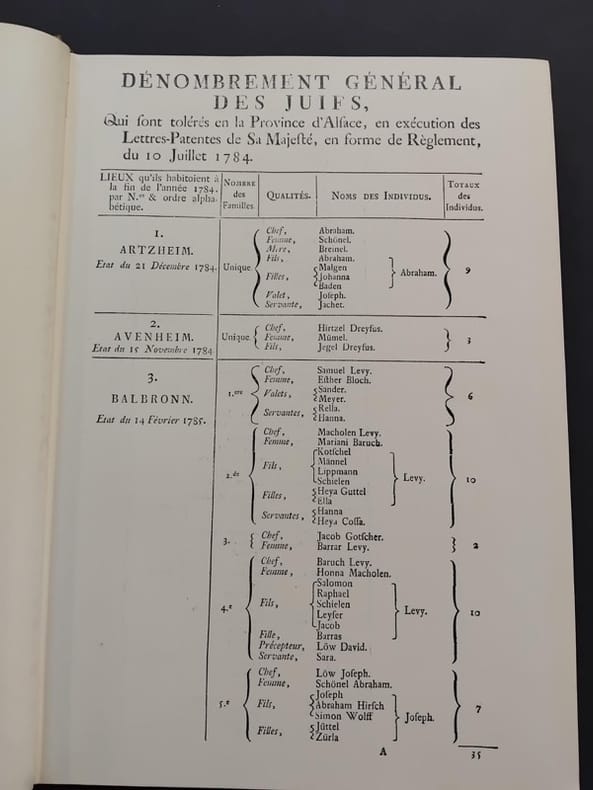 DÉNOMBREMENT GÉNÉRAL
DES JUIFS,
Qui ſont tolérés en la Province d'Alſace, en exécution des
Lettres-Patentes de Sa Majeſté, en forme de Règlement,
du 10 Juillet 1784.
LIEUX qu'ils habitoient à
la fin de l'année 1784.
par N.os & ordre alpha-
bétique.
NOMBRE
des
Familles.
QUALITÉS.
NOMS DES INDIVIDUS.
TOTAUX
des
Individus.
1.
ARTZHEIM.
Etat du 21 Décembre 1784.
Unique.
Chef, Abraham.
Femme, Schönel.
Mere, Breinel.
Fils, Abraham.
Filles, Malgen
Johanna
Baden
Abraham.
Valet, Joſeph.
Servante, Jachet.
9
2.
AVENHEIM.
Etat du 15 Novembre 1784
Unique.
Chef, Hirtzel Dreyfus.
Femme, Mümel.
Fils, Jegel Dreyfus.
3
3.
BALBRONN.
Etat du 14 Février 1785.
1.ere
Chef, Samuel Levy.
Femme, Eſther Bloch.
Valets, Sander.
Meyer.
Servantes, Rella.
Hanna.
6
2.de
Chef, Macholen Levy.
Femme, Mariani Baruch.
Fils, Kotſchel
Männel
Lippmann
Schielen
Filles, Heya Guttel
Ella
Levy.
Servantes, Hanna
Heya Coſſa.
10
3.
Chef, Jacob Gotſcher.
Femme, Barrar Levy.
2
4.e
Chef, Baruch Levy.
Femme, Honna Macholen.
Fils, Salomon
Raphael
Schielen
Leyſer
Jacob
Fille, Barras
Levy.
Précepteur, Löw David.
Servante, Sara.
10
5.e
Chef, Löw Joſeph.
Femme, Schönel Abraham.
Fils, Joſeph
Abraham Hirſch
Simon Wolff
Filles, Jüttel
Zürla
Joſeph.
7
A
35